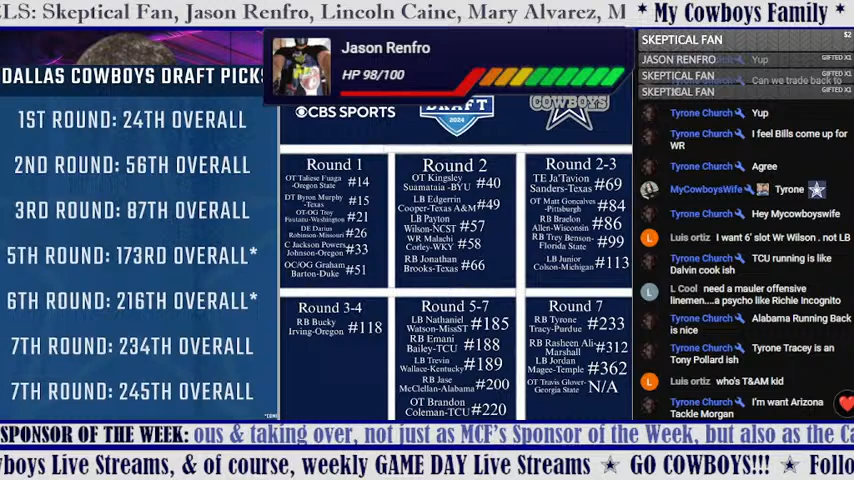 ELS: Skeptical Fan, Jason Renfro, Lincoln Caine, Mary Alvarez, M
* My Cowboys Family *
Jason Renfro
HP 98/100
DALLAS COWBOYS DRAFT PICKS
1ST ROUND: 24TH OVERALL
2ND ROUND: 56TH OVERALL
3RD ROUND: 87TH OVERALL
5TH ROUND: 173RD OVERALL*
6TH ROUND: 216TH OVERALL*
7TH ROUND: 234TH OVERALL
7TH ROUND: 245TH OVERALL
CBS SPORTS
DRAFT
2024
COWBOYS
Round 1
OT Taliese Fuaga
-Oregon State #14
DT Byron Murphy
-Texas #15
OT-OG Troy
Fautanu-Washington #21
DE Darius
Robinson-Missouri #26
C Jackson Powers
Johnson-Oregon #33
OC/OG Graham
Barton-Duke #51
Round 2
OT Kingsley
Suamataia -BYU #40
LB Edgerrin
Cooper-Texas A&M #49
LB Payton
Wilson-NCST #57
WR Malachi
Corley-WKY #58
RB Jonathan
Brooks-Texas #66
Round 2-3
TE Ja'Tavion
Sanders-Texas #69
OT Matt Goncalves
-Pittsburgh #84
RB Braelon
Allen-Wisconsin #86
RB Trey Benson-
Florida State #99
LB Junior
Colson-Michigan #113
Round 3-4
RB Bucky
Irving-Oregon #118
Round 5-7
LB Nathaniel
Watson-MissST #185
RB Emani
Bailey-TCU #188
LB Trevin
Wallace-Kentucky #189
RB Jase
McClellan-Alabama #200
OT Brandon
Coleman-TCU #220
Round 7
RB Tyrone
Tracy-Purdue #233
RB Rasheen Ali-
Marshall #312
LB Jordan
Magee-Temple #362
OT Travis Glover-
Georgia State N/A
SKEPTICAL FAN $2
JASON RENFRO GIFTED X1
Yup
SKEPTICAL FAN GIFTED X1
Can we trade back to
SKEPTICAL FAN GIFTED X1
Tyrone Church Yup
Tyrone Church I feel Bills come up for
WR
Tyrone Church Agree
MyCowboysWife Tyrone
Tyrone Church Hey Mycowboyswife
Luis ortiz I want 6' slot Wr Wilson . not LB
Tyrone Church TCU running is like
Dalvin cook ish
L Cool need a mauler offensive
linemen....a psycho like Richie Incognito
Tyrone Church Alabama Running Back
is nice
Tyrone Church Tyrone Tracey is an
Tony Pollard ish
Luis ortiz who's T&AM kid
Tyrone Church I'm want Arizona
Tackle Morgan
SPONSOR OF THE WEEK: ous & taking over, not just as MCF's Sponsor of the Week, but also as the Ca
wboys Live Streams, & of course, weekly GAME DAY Live Streams ★ GO COWBOYS!!! ★ Follo